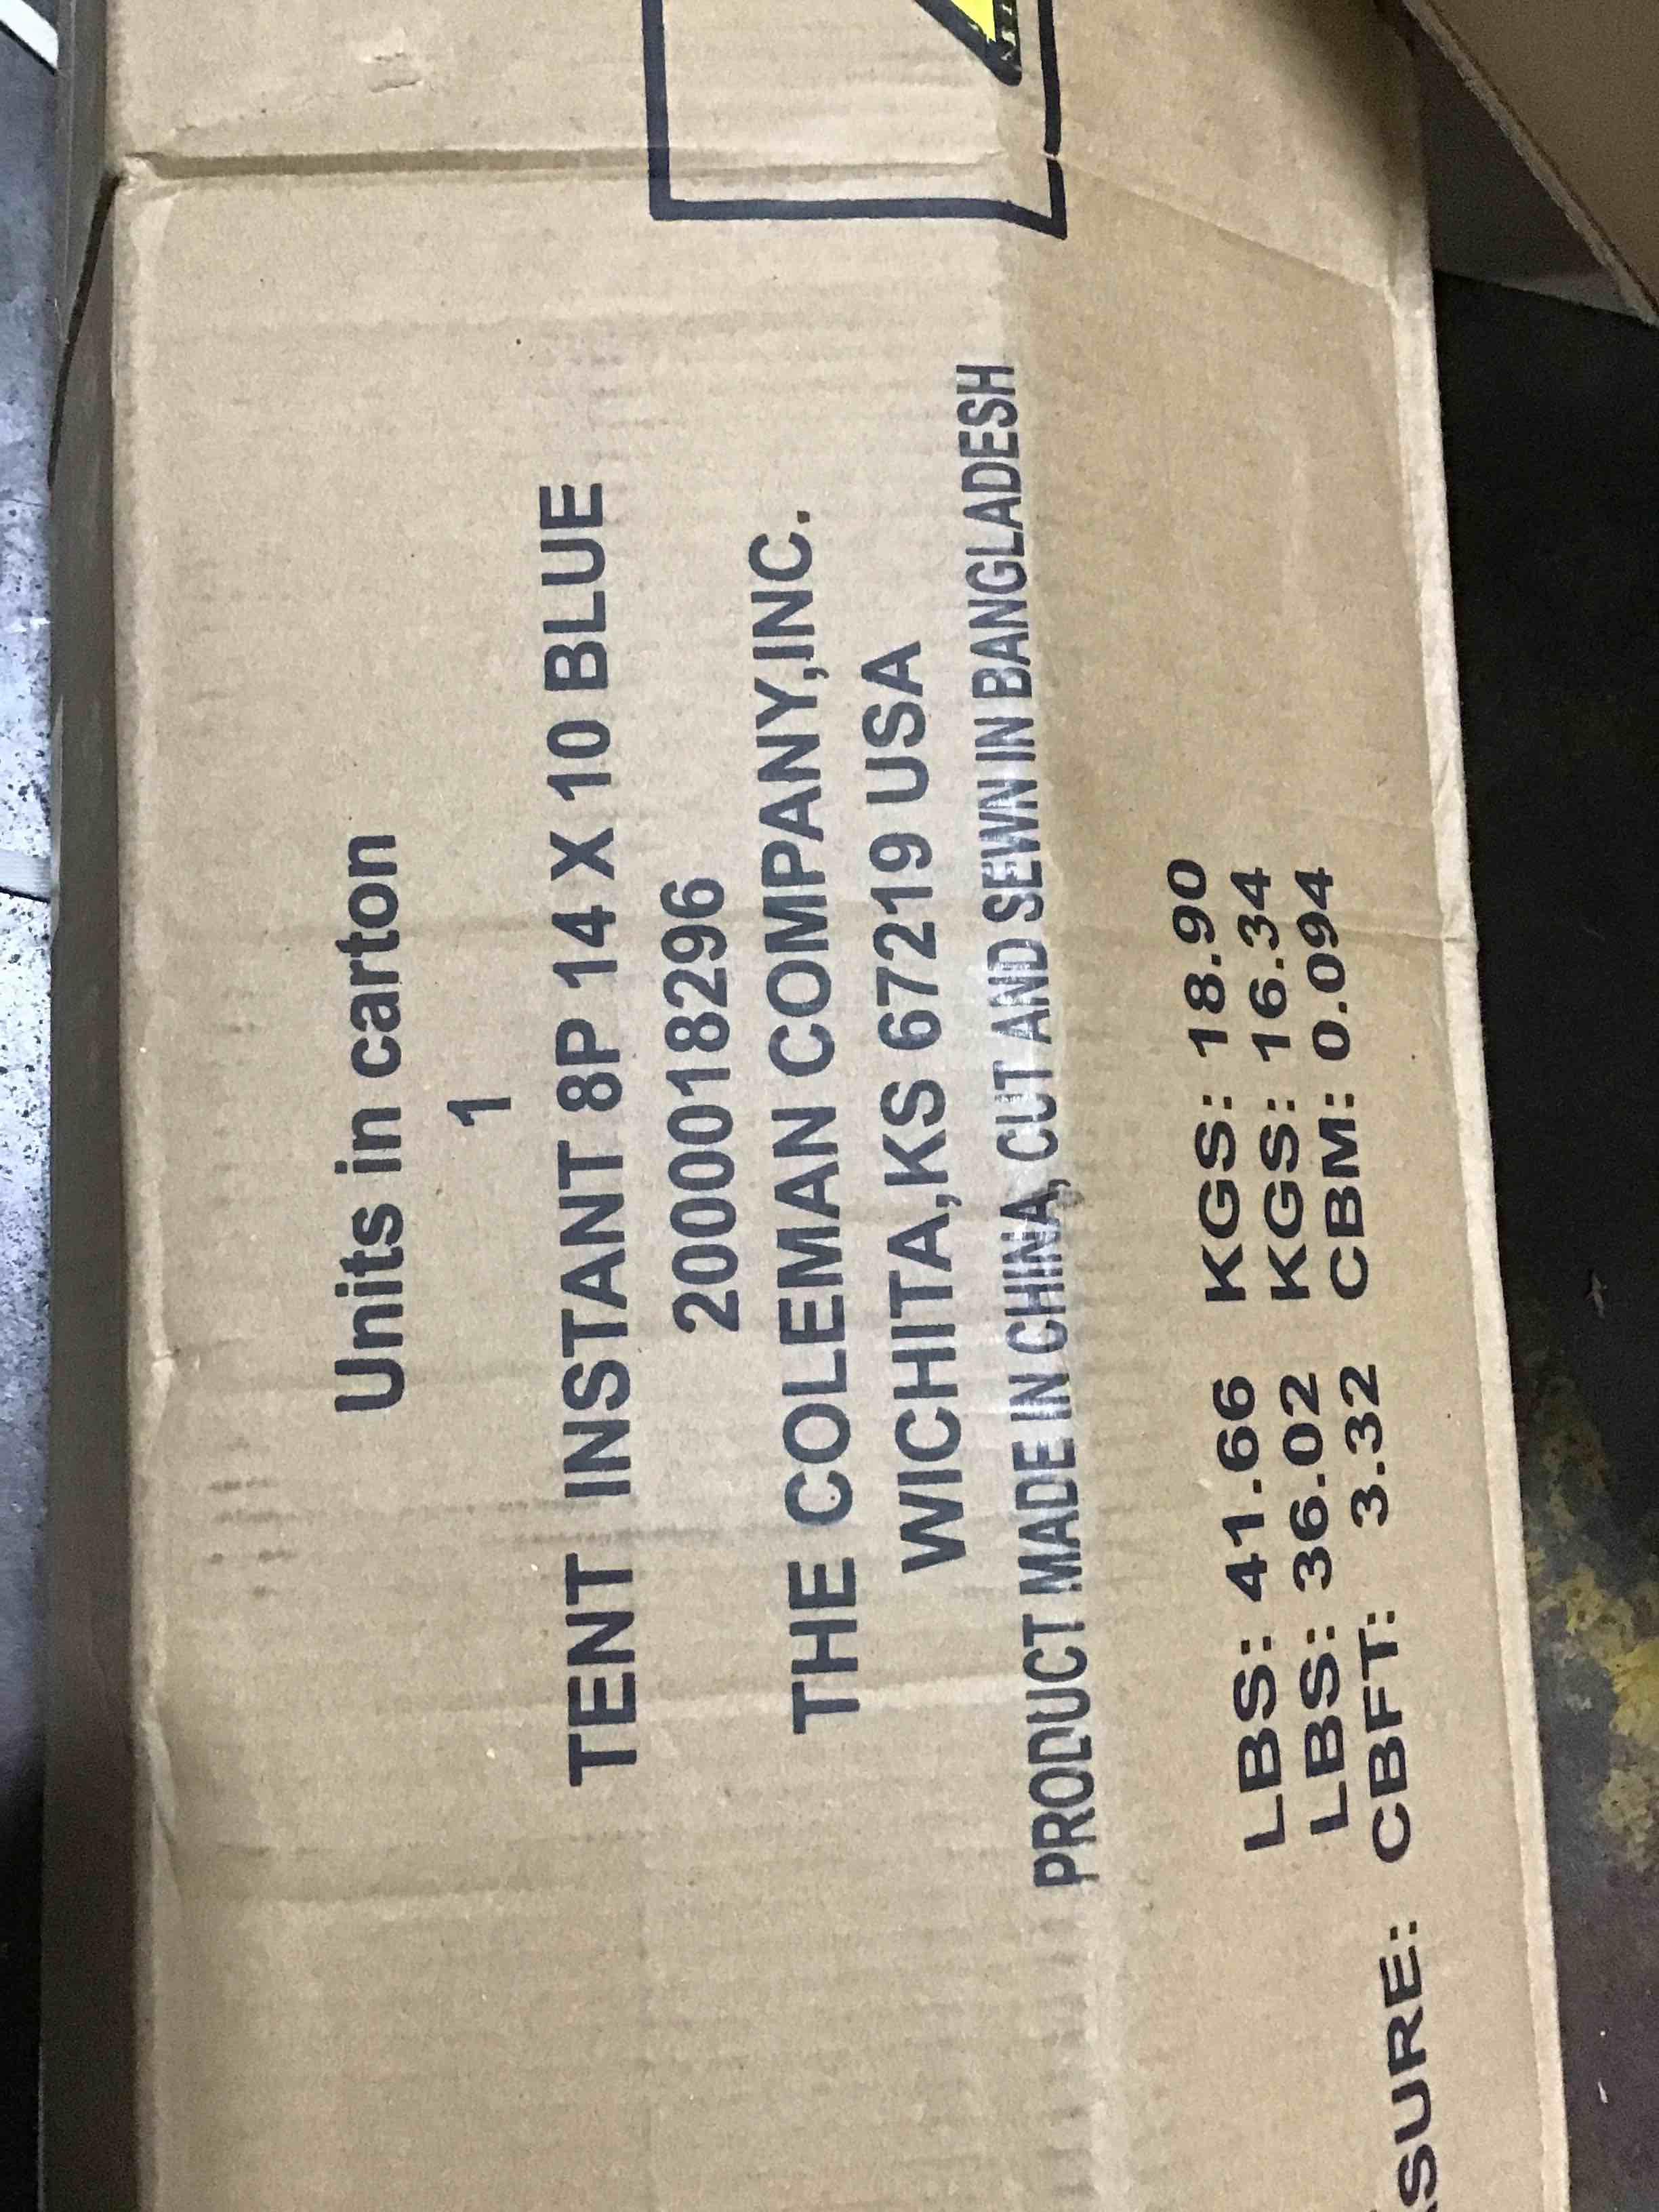 Units in carton
1
TENT INSTANT 8P 14 X 10 BLUE
2000018296
THE COLEMAN COMPANY,INC.
WICHITA,KS 67219 USA
PRODUCT MADE IN CHINA, CUT AND SEWN IN BANGLADESH
LBS: 41.66 KGS: 18.90
LBS: 36.02 KGS: 16.34
ASURE: CBFT: 3.32 CBM: 0.094